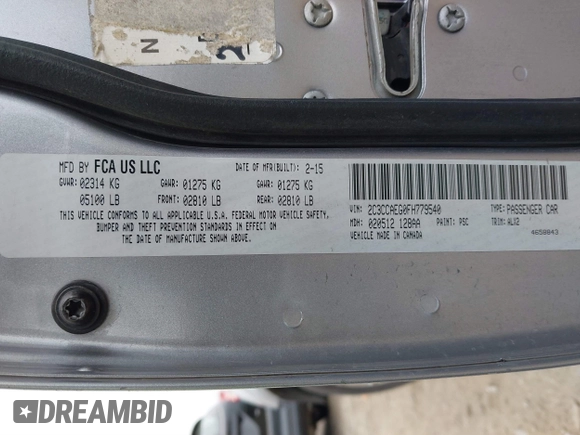 N
2
MFD BY FCA US LLC DATE OF MFR(BUILT): 2-15
GVWR: 02314 KG GAWR: 01275 KG GAWR: 01275 KG
05100 LB FRONT: 02810 LB REAR: 02810 LB
THIS VEHICLE CONFORMS TO ALL APPLICABLE U.S.A. FEDERAL MOTOR VEHICLE SAFETY,
BUMPER AND THEFT PREVENTION STANDARDS IN EFFECT ON
THE DATE OF MANUFACTURE SHOWN ABOVE.
VIN: 2C3CCAEG0FH779540 TYPE: PASSENGER CAR
MDH: 020512 128AA PAINT: PSC TRIM: ALX2
VEHICLE MADE IN CANADA 4658843
DREAMBID